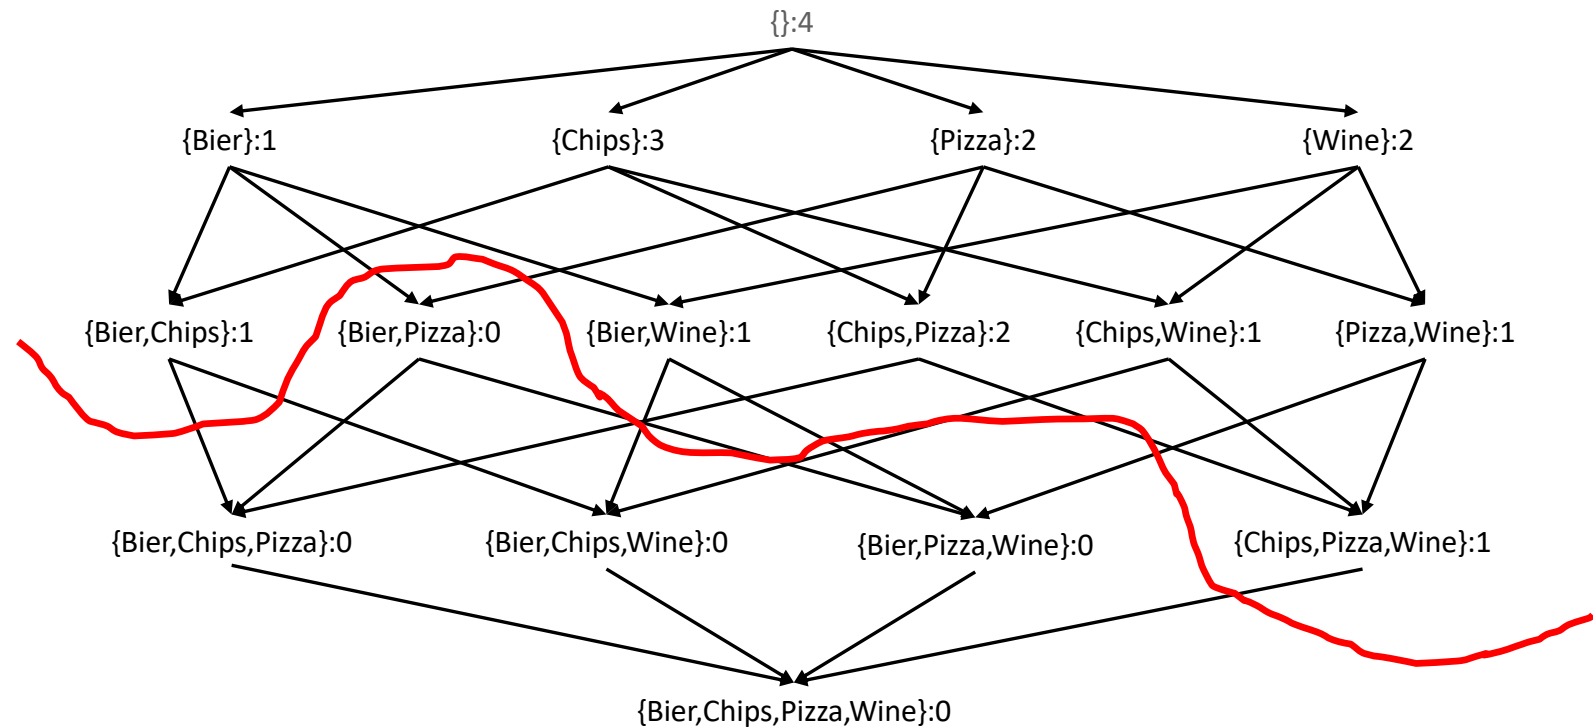 {}:4
{Bier}:1 {Chips}:3 {Pizza}:2 {Wine}:2
{Bier,Chips}:1 {Bier,Pizza}:0 {Bier,Wine}:1 {Chips,Pizza}:2 {Chips,Wine}:1 {Pizza,Wine}:1
{Bier,Chips,Pizza}:0 {Bier,Chips,Wine}:0 {Bier,Pizza,Wine}:0 {Chips,Pizza,Wine}:1
{Bier,Chips,Pizza,Wine}:0